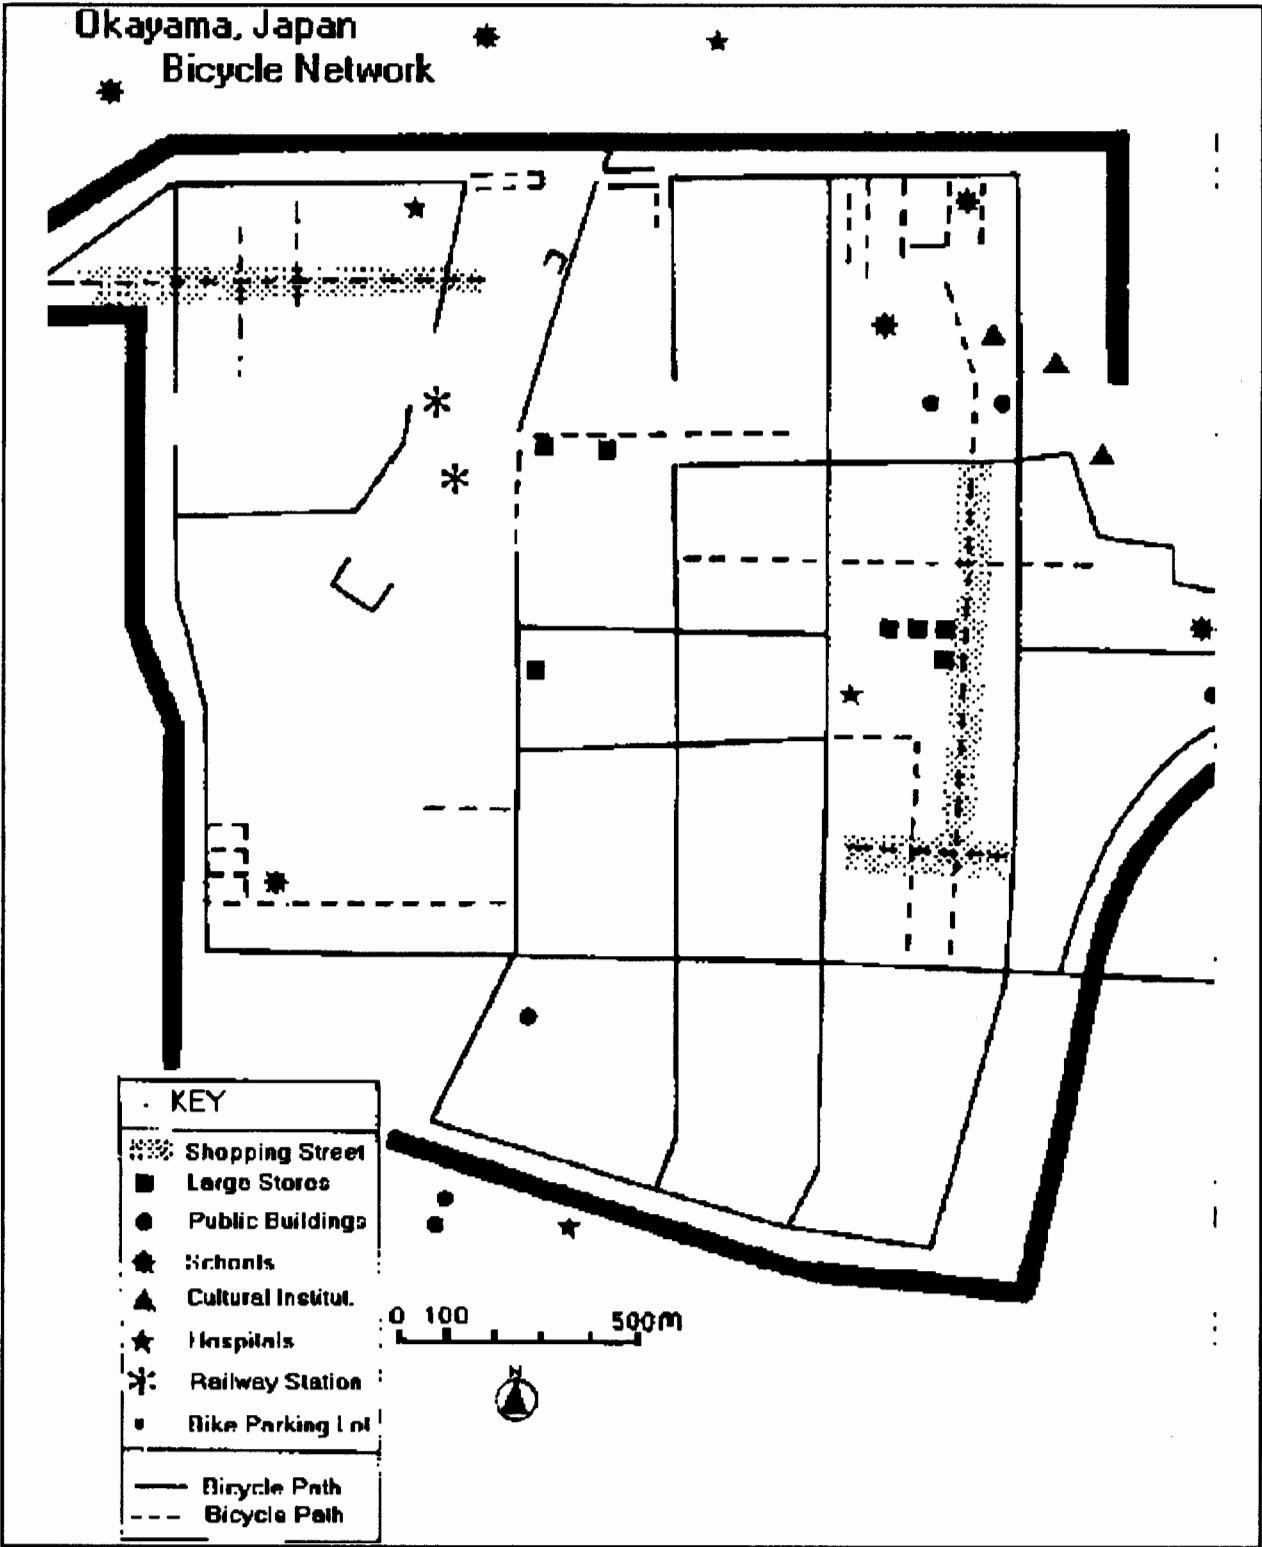 Okayama, Japan
Bicycle Network
KEY
Shopping Street
Large Stores
Public Buildings
Schools
Cultural Institut.
Hospitals
Railway Station
Bike Parking Lot
Bicycle Path
Bicycle Path
0 100 500m
N